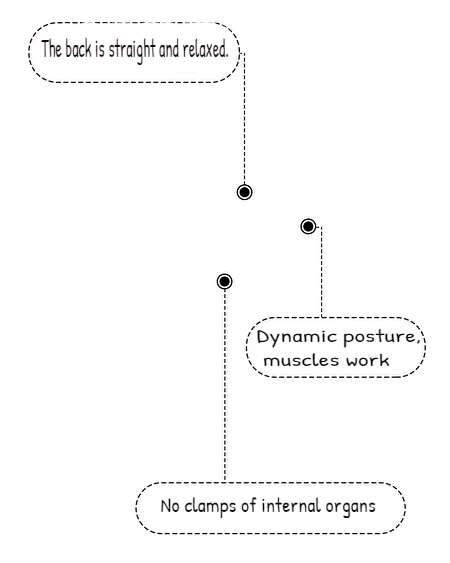 The back is straight and relaxed.
Dynamic posture,
muscles work
No clamps of internal organs